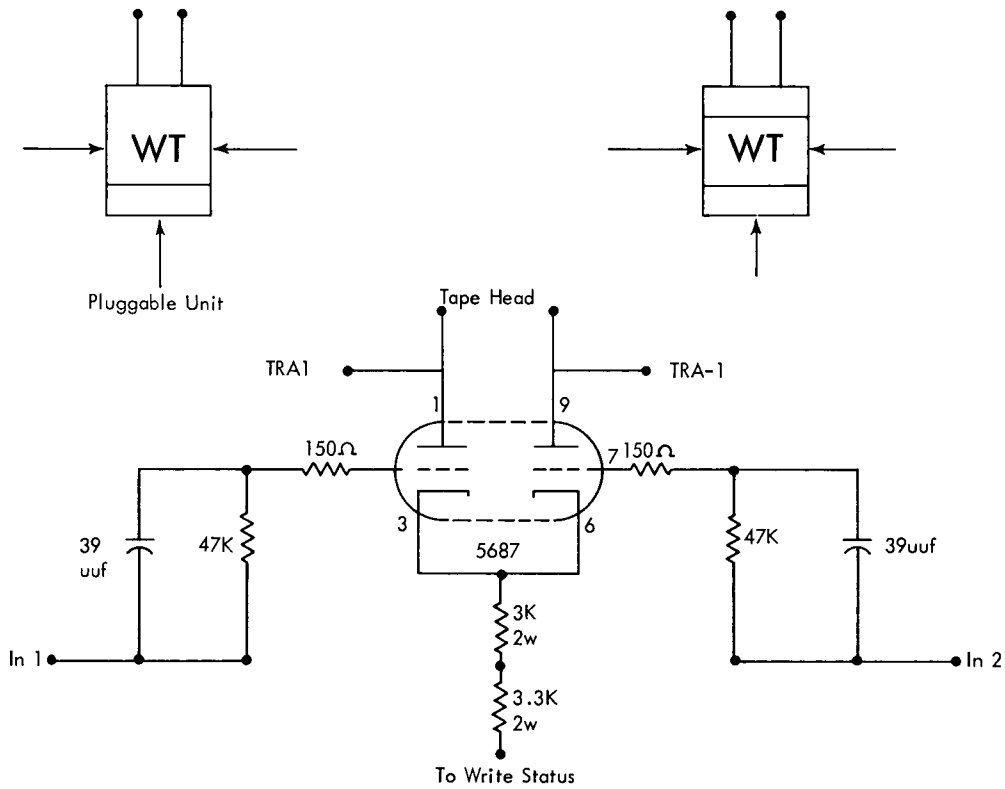 WT
WT
Pluggable Unit
Tape Head
TRA1
TRA-1
1
9
150Ω
7
150Ω
3
6
39
uuf
47K
5687
47K
39uuf
3K
2w
In 1
In 2
3.3K
2w
To Write Status